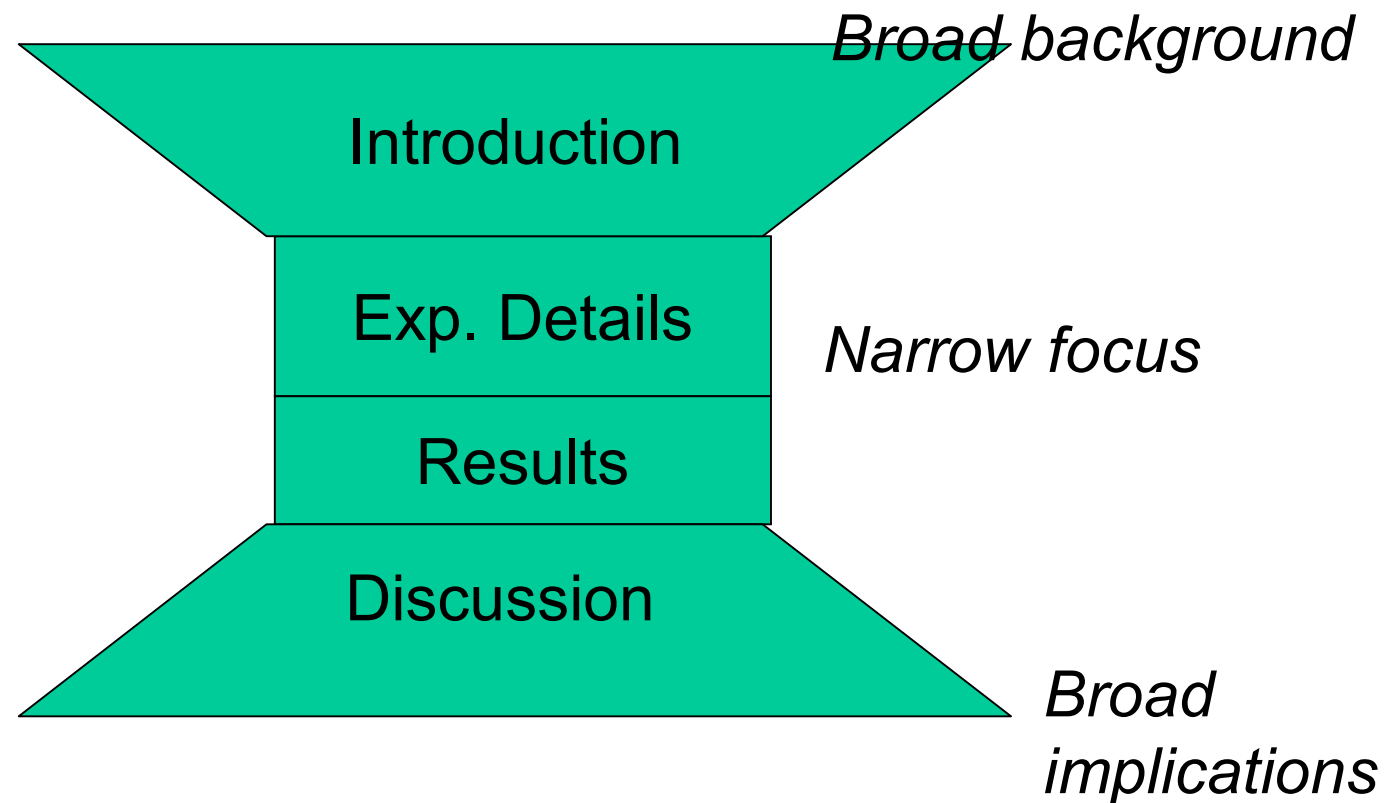 Broad background
Introduction
Exp. Details
Narrow focus
Results
Discussion
Broad
implications